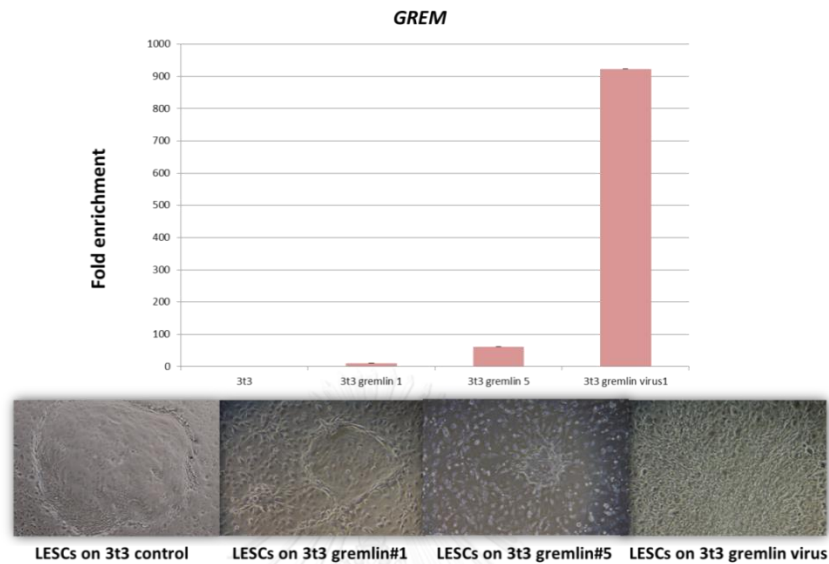 GREM
1000
900
800
700
600
500
400
300
200
100
0
Fold enrichment
3t3
3t3 gremlin 1
3t3 gremlin 5
3t3 gremlin virus1
LESCs on 3t3 control
LESCs on 3t3 gremlin#1
LESCs on 3t3 gremlin#5
LESCs on 3t3 gremlin virus